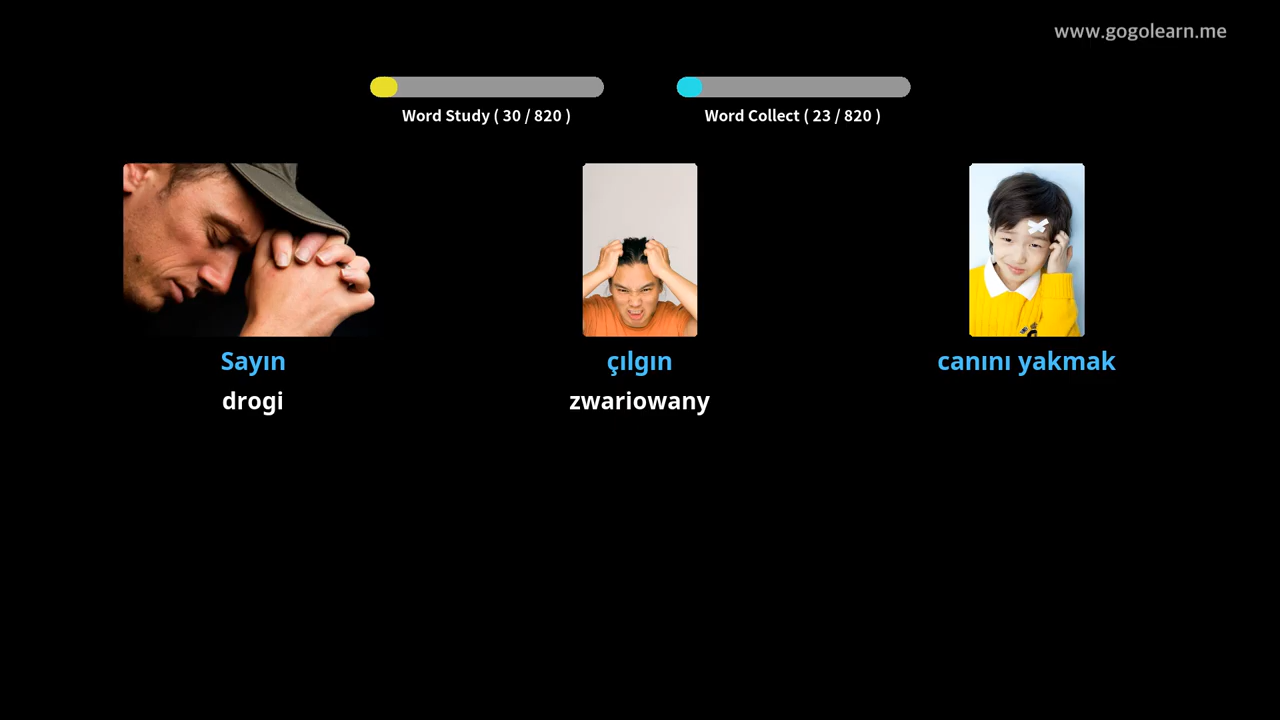 www.gogolearn.me
Word Study ( 30 / 820 )
Word Collect ( 23 / 820 )
Sayın
çılgın
canını yakmak
drogi
zwariowany